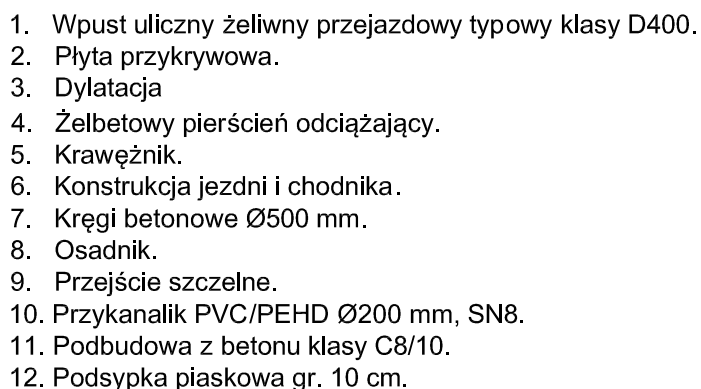 1. Wpust uliczny żeliwny przejazdowy typowy klasy D400.
2. Płyta przykrywowa.
3. Dylatacja
4. Żelbetowy pierścień odciążający.
5. Krawężnik.
6. Konstrukcja jezdni i chodnika.
7. Kręgi betonowe Ø500 mm.
8. Osadnik.
9. Przejście szczelne.
10. Przykanalik PVC/PEHD Ø200 mm, SN8.
11. Podbudowa z betonu klasy C8/10.
12. Podsypka piaskowa gr. 10 cm.